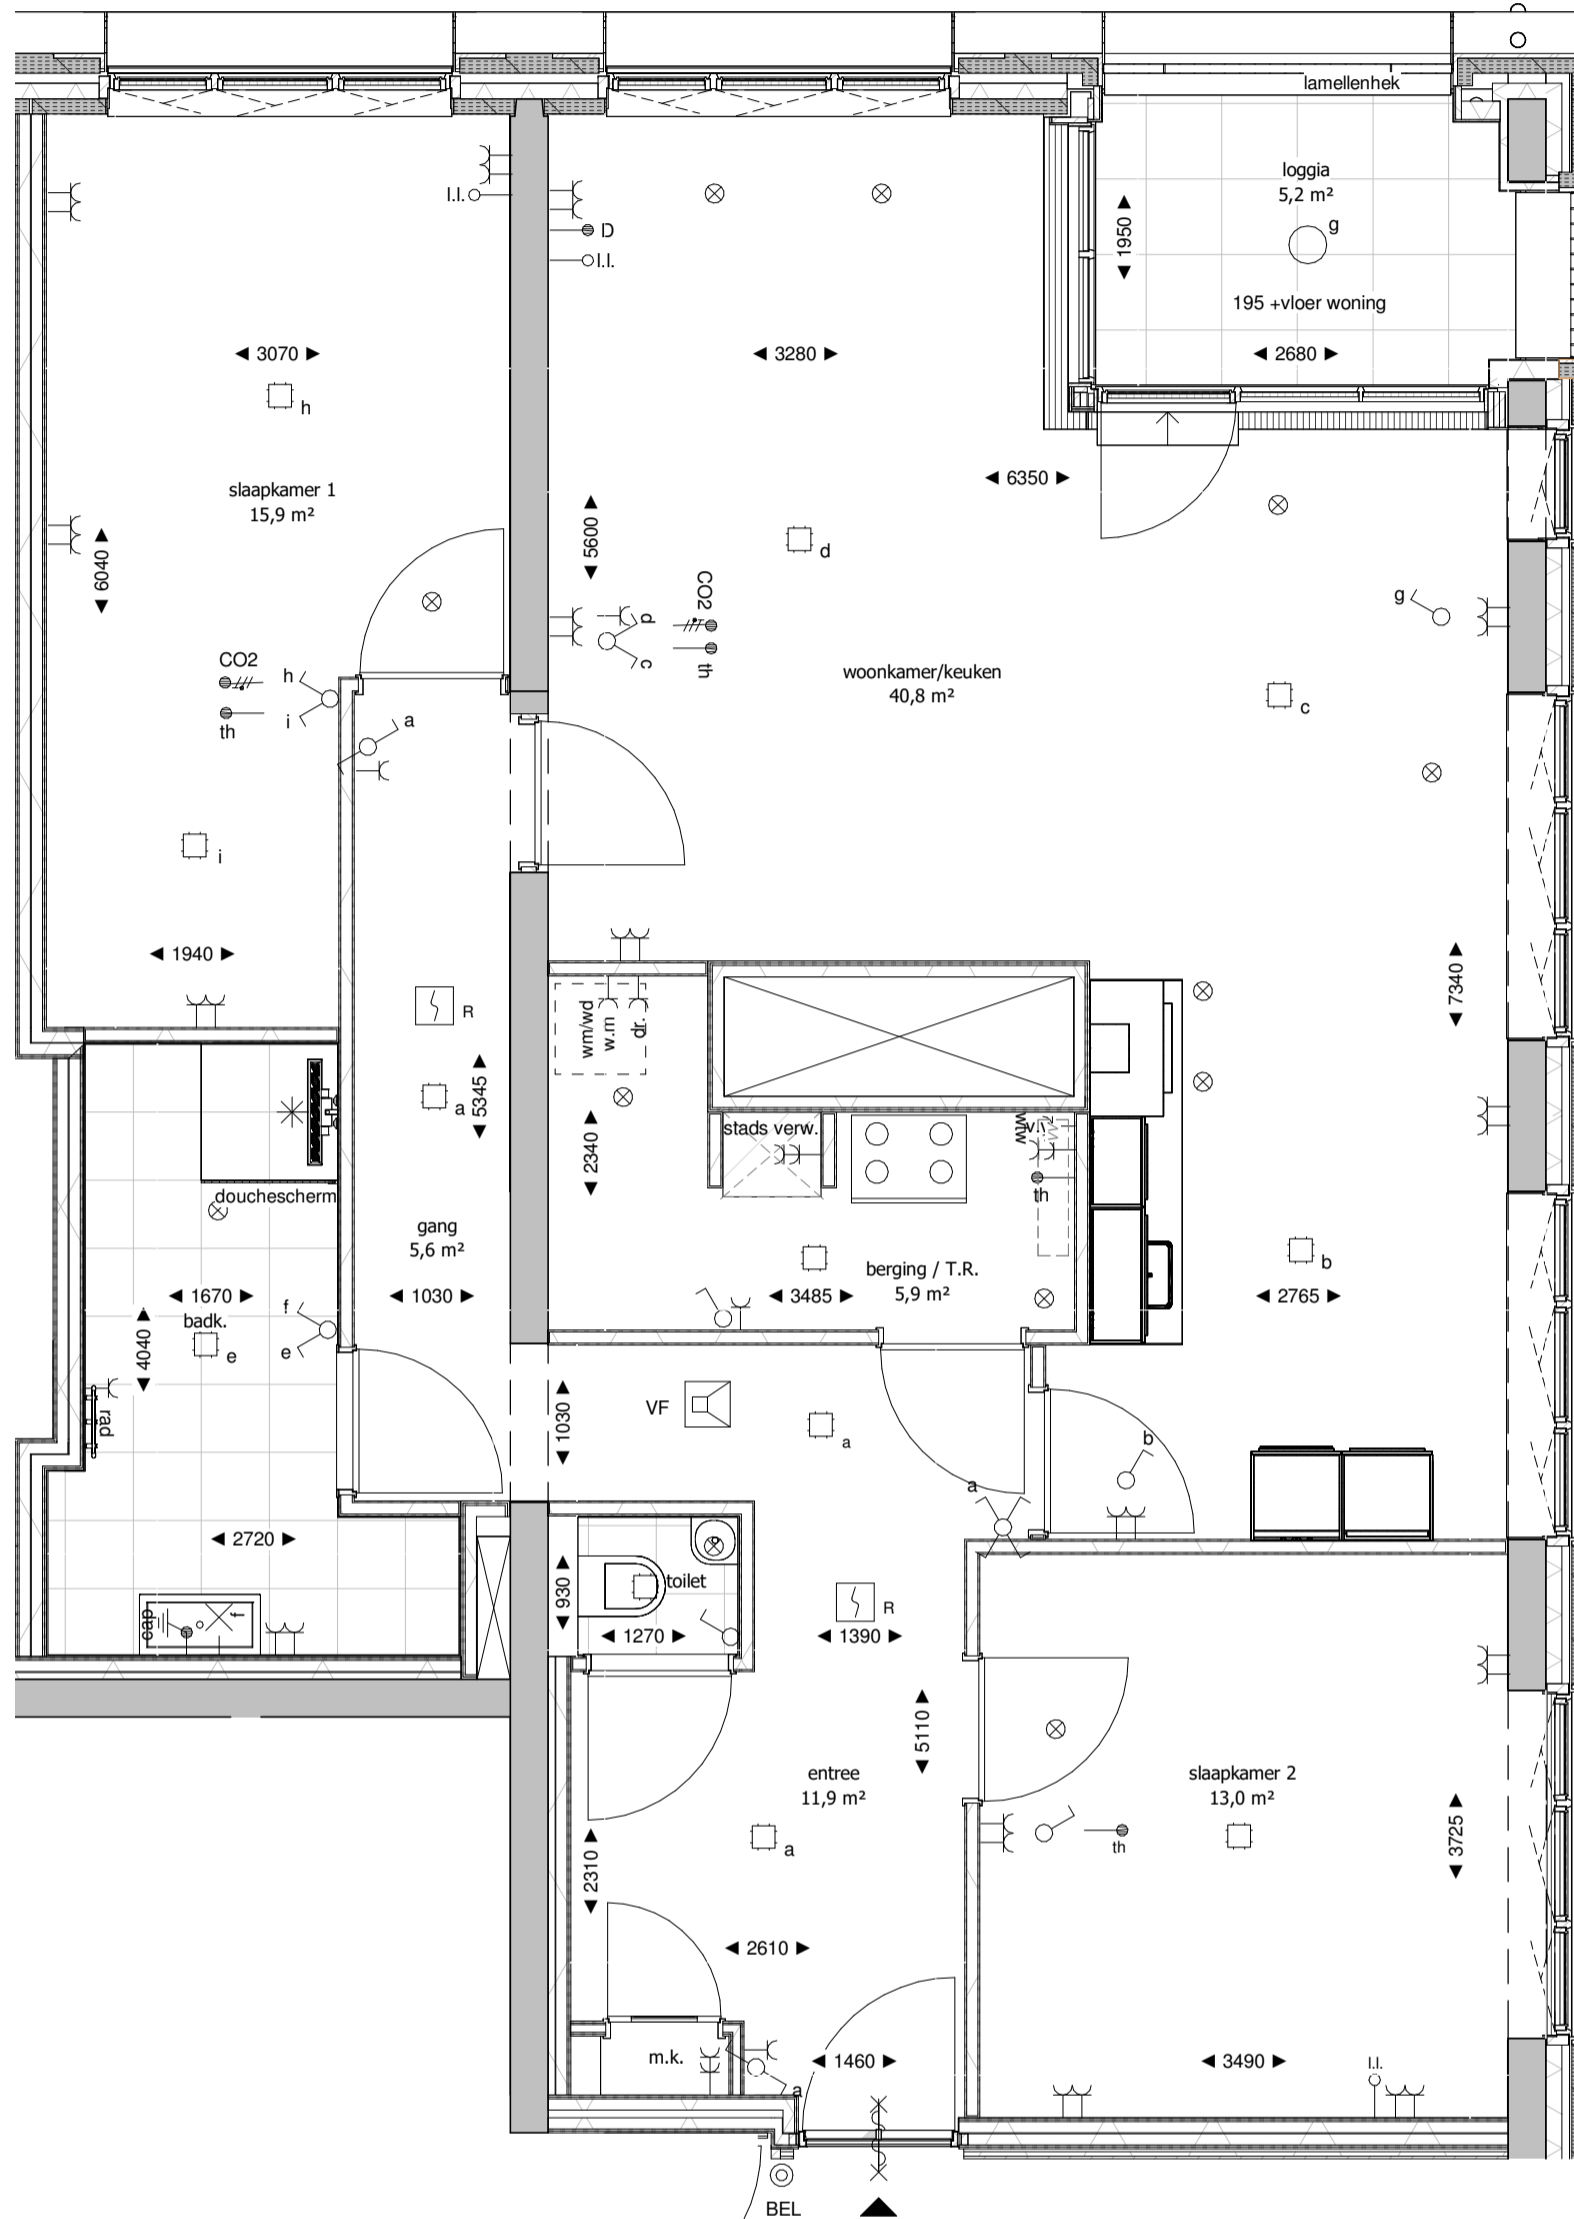 lamellenhek
loggia
5,2 m²
g
1950
195 +vloer woning
2680
l.l.
D
l.l.
3070
3280
h
slaapkamer 1
15,9 m²
6350
6040
5600
d
CO2
d
c
th
g
woonkamer/keuken
40,8 m²
c
CO2
h
i
th
a
i
1940
7340
wm/wd
w.m
dr.
R
a
5345
2340
stads verw.
wtw
v.
th
douchescherm
gang
5,6 m²
berging / T.R.
5,9 m²
b
1670
badk.
f
e
e
1030
3485
2765
4040
rad
VF
1030
a
b
a
2720
cap
f
930
toilet
1270
R
1390
5110
entree
11,9 m²
slaapkamer 2
13,0 m²
a
th
2310
3725
2610
m.k.
a
1460
3490
l.l.
BEL